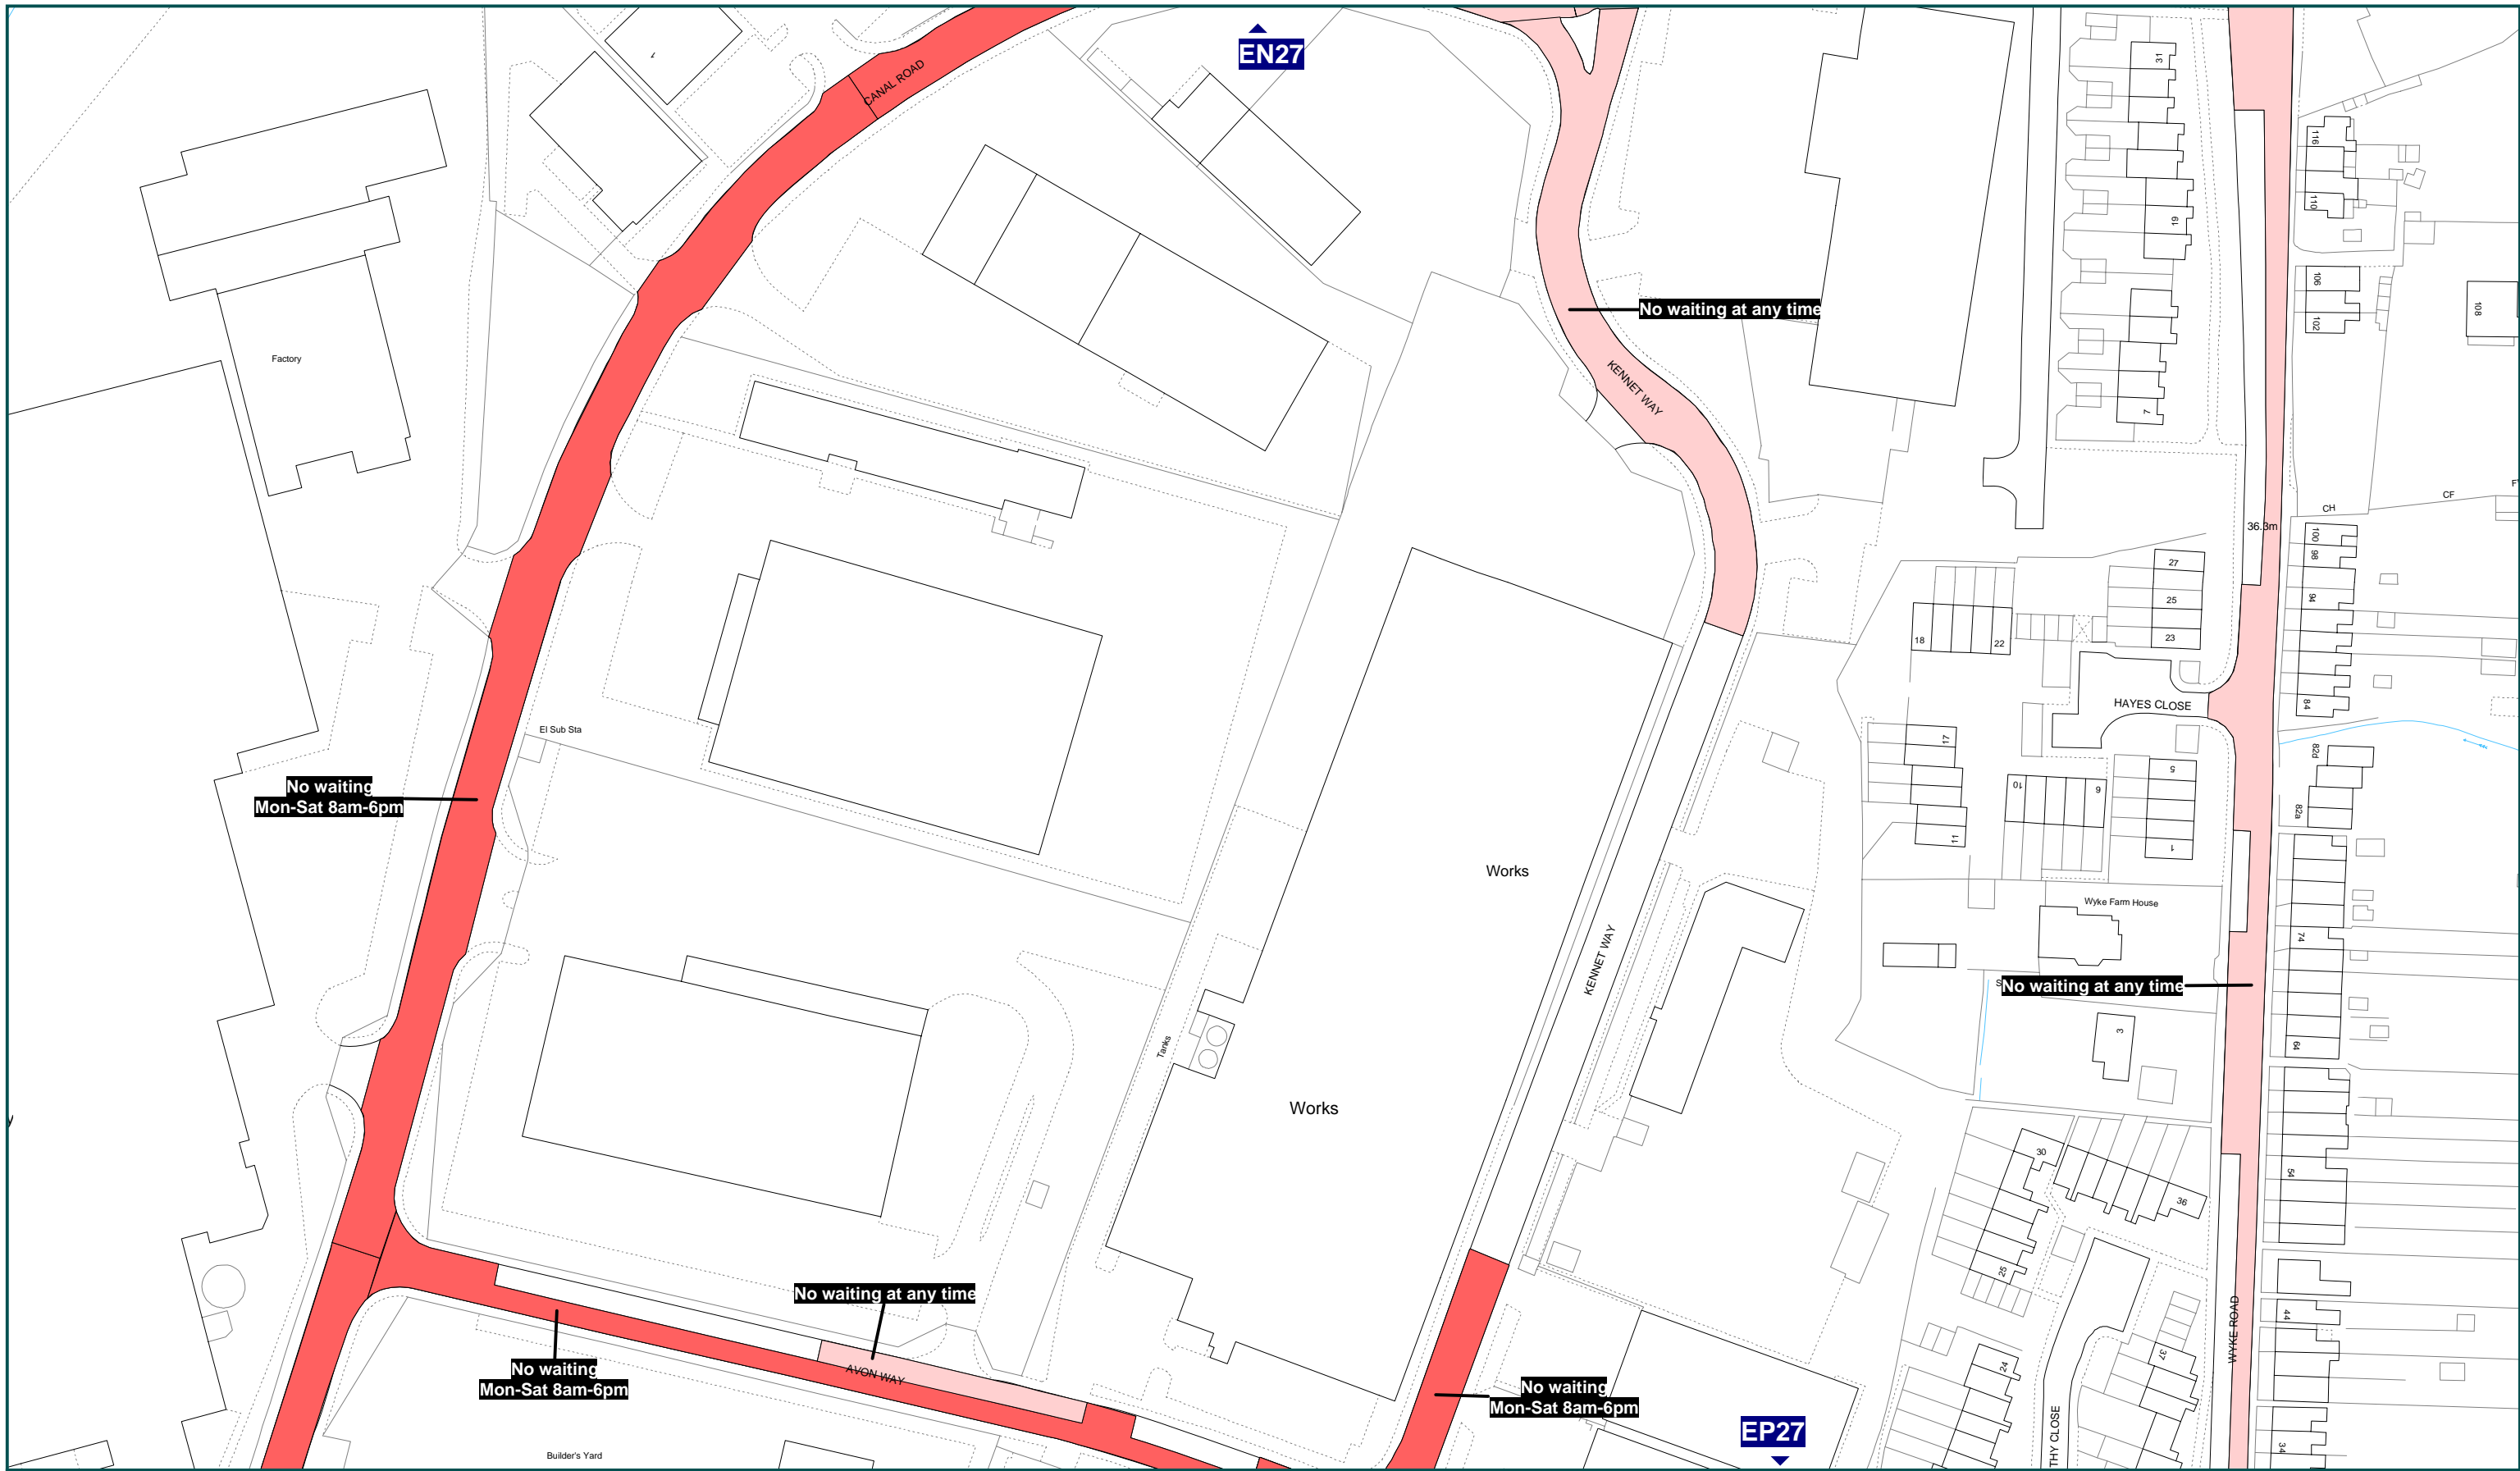 EN27
CANAL ROAD
1
31
116
19
110
106
108
102
No waiting at any time
KENNET WAY
Factory
7
CH
CF
36.3m
100
98
27
94
25
23
18
22
HAYES CLOSE
84
El Sub Sta
17
82d
5
No waiting
Mon-Sat 8am-6pm
10
6
82a
11
1
Works
Wyke Farm House
74
KENNET WAY
No waiting at any time
3
Tanks
64
Works
30
54
36
25
No waiting at any time
WYKE ROAD
44
37
24
AVON WAY
No waiting
Mon-Sat 8am-6pm
No waiting
Mon-Sat 8am-6pm
EP27
THY CLOSE
34
Builder's Yard